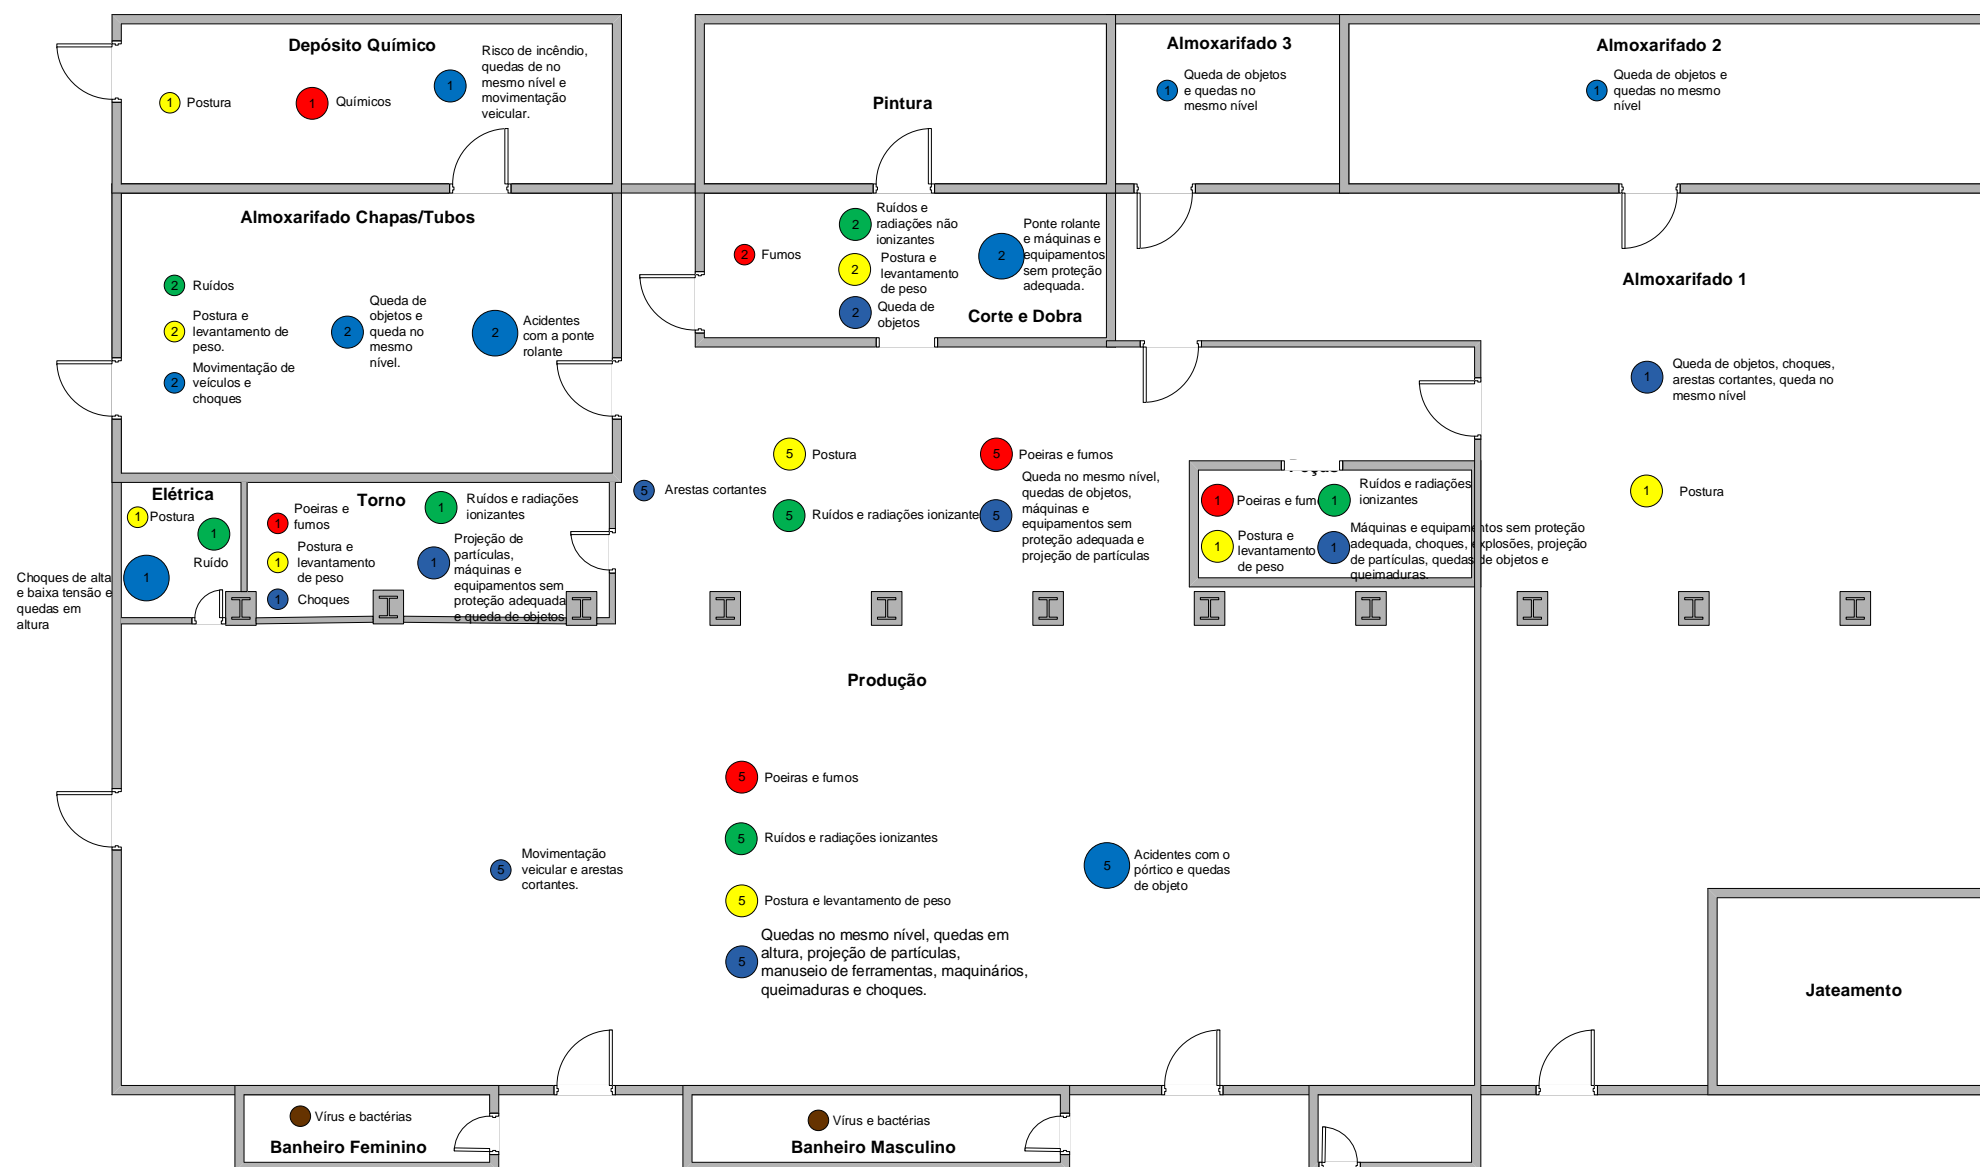 Depósito Químico
1
Postura
1
Químicos
1
Risco de incêndio,
quedas de no
mesmo nível e
movimentação
veicular.
Pintura
Almoxarifado 3
1
Queda de objetos
e quedas no
mesmo nível
Almoxarifado 2
1
Queda de objetos e
quedas no mesmo
nível
Almoxarifado Chapas/Tubos
2
Ruídos
2
Postura e
levantamento de
peso.
2
Movimentação de
veículos e
choques
2
Queda de
objetos e
queda no
mesmo
nível.
2
Acidentes
com a ponte
rolante
2
Fumos
2
Ruídos e
radiações não
ionizantes
2
Postura e
levantamento
de peso
2
Queda de
objetos
2
Ponte rolante
e máquinas e
equipamentos
sem proteção
adequada.
Corte e Dobra
Almoxarifado 1
1
Queda de objetos, choques,
arestas cortantes, queda no
mesmo nível
1
Postura
Elétrica
1
Postura
1
Ruído
1
Choques de alta
e baixa tensão e
quedas em
altura
Torno
1
Poeiras e
fumos
1
Postura e
levantamento
de peso
1
Choques
1
Ruídos e radiações
ionizantes
1
Projeção de
partículas,
máquinas e
equipamentos sem
proteção adequada
e queda de objetos
5
Arestas cortantes
5
Postura
5
Ruídos e radiações ionizante
5
Poeiras e fumos
5
Queda no mesmo nível,
quedas de objetos,
máquinas e
equipamentos sem
proteção adequada e
projeção de partículas
1
Poeiras e fum
1
Ruídos e radiações
ionizantes
1
Postura e
levantamento
de peso
1
Máquinas e equipamentos sem proteção
adequada, choques, explosões, projeção
de partículas, quedas de objetos e
queimaduras.
Produção
5
Poeiras e fumos
5
Ruídos e radiações ionizantes
5
Postura e levantamento de peso
5
Quedas no mesmo nível, quedas em
altura, projeção de partículas,
manuseio de ferramentas, maquinários,
queimaduras e choques.
5
Movimentação
veicular e arestas
cortantes.
5
Acidentes com o
pórtico e quedas
de objeto
Jateamento
Vírus e bactérias
Banheiro Feminino
Vírus e bactérias
Banheiro Masculino